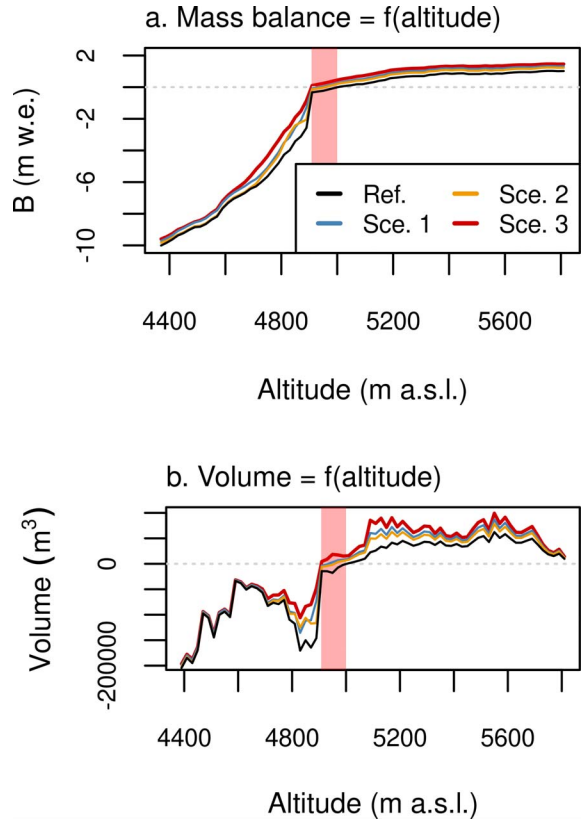 a. Mass balance = f(altitude)
2
-2
-6
-10
B (m w.e.)
Ref.
Sce. 1
Sce. 2
Sce. 3
4400 4800 5200 5600
Altitude (m a.s.l.)
b. Volume = f(altitude)
0
-200000
Volume (m³)
4400 4800 5200 5600
Altitude (m a.s.l.)